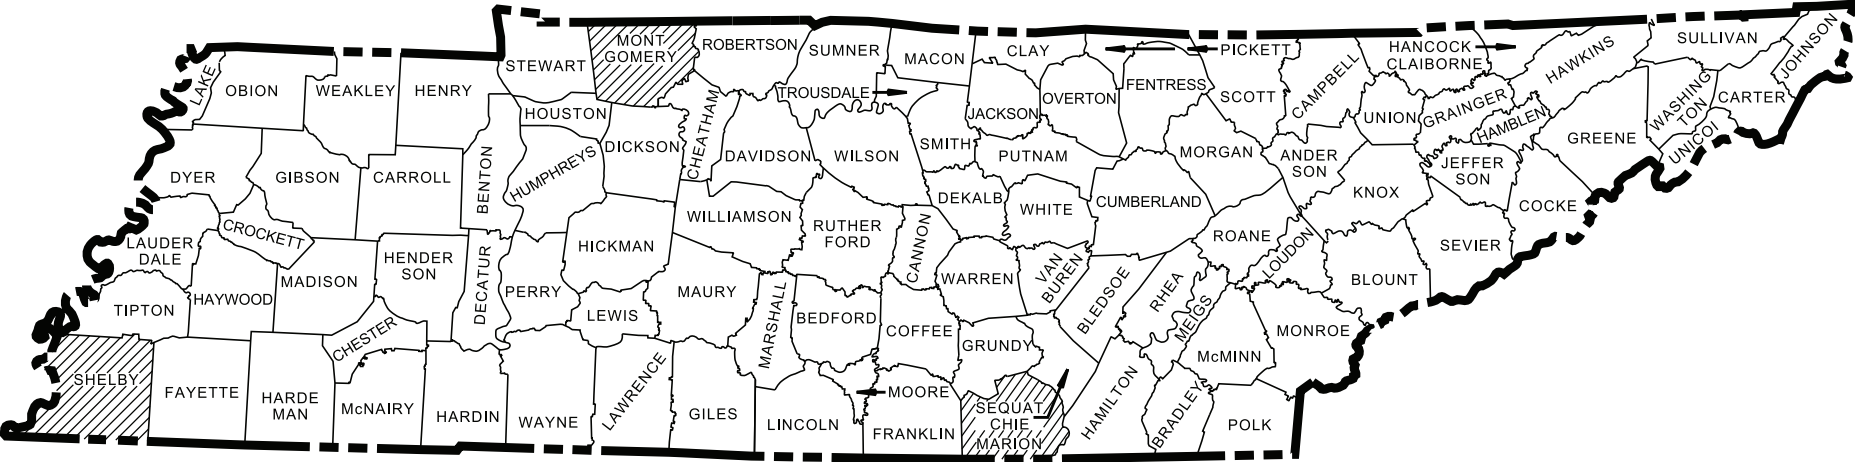 MONT
GOMERY
ROBERTSON
SUMNER
MACON
CLAY
PICKETT
HANCOCK
CLAIBORNE
HAWKINS
SULLIVAN
JOHNSON
LAKE
OBION
WEAKLEY
HENRY
STEWART
HOUSTON
TROUSDALE
JACKSON
OVERTON
FENTRESS
SCOTT
CAMPBELL
UNION
GRAINGER
HAMBLEN
GREENE
WASHING
TON
CARTER
UNICOI
DYER
GIBSON
CARROLL
BENTON
HUMPHREYS
DICKSON
CHEATHAM
DAVIDSON
WILSON
SMITH
PUTNAM
MORGAN
ANDER
SON
KNOX
JEFFER
SON
COCKE
LAUDER
DALE
CROCKETT
HENDER
SON
DECATUR
HICKMAN
WILLIAMSON
RUTHER
FORD
CANNON
DEKALB
WHITE
CUMBERLAND
ROANE
LOUDON
BLOUNT
SEVIER
TIPTON
HAYWOOD
MADISON
CHESTER
PERRY
LEWIS
MAURY
MARSHALL
BEDFORD
COFFEE
WARREN
VAN
BUREN
BLEDSOE
RHEA
MEIGS
McMINN
MONROE
SHELBY
FAYETTE
HARDE
MAN
McNAIRY
HARDIN
WAYNE
LAWRENCE
GILES
LINCOLN
MOORE
FRANKLIN
GRUNDY
SEQUAT
CHIE
MARION
HAMILTON
BRADLEY
POLK